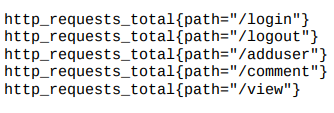 http_requests_total{path="/login"}
http_requests_total{path="/logout"}
http_requests_total{path="/adduser"}
http_requests_total{path="/comment"}
http_requests_total{path="/view"}